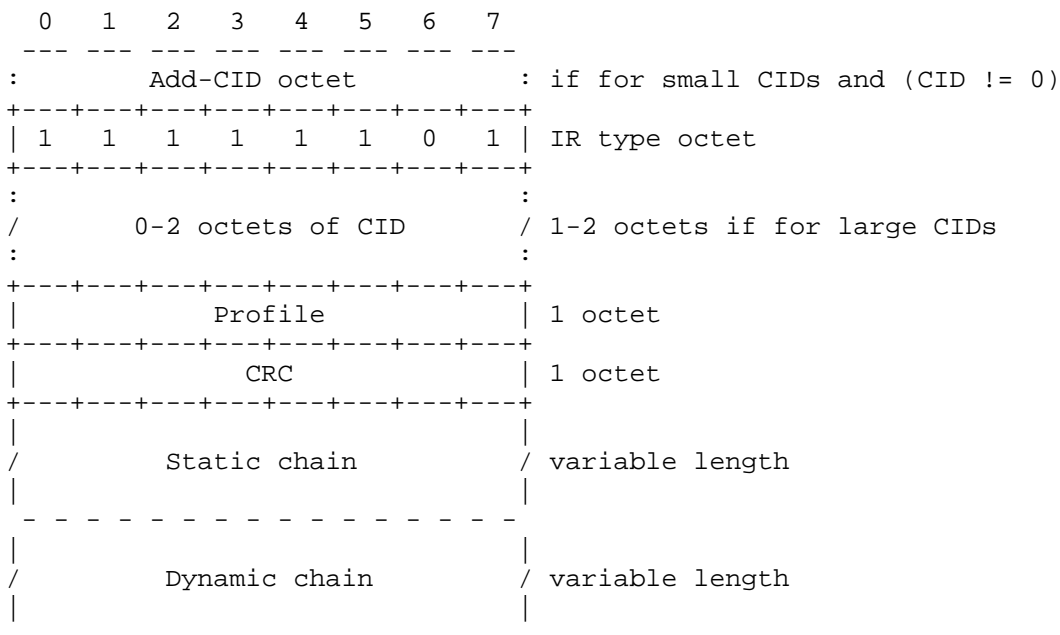 0   1   2   3   4   5   6   7
 --- --- --- --- --- --- --- ---
:        Add-CID octet          : if for small CIDs and (CID != 0)
+---+---+---+---+---+---+---+---+
| 1   1   1   1   1   1   0   1 | IR type octet
+---+---+---+---+---+---+---+---+
:                               :
/       0-2 octets of CID       / 1-2 octets if for large CIDs
:                               :
+---+---+---+---+---+---+---+---+
|            Profile            | 1 octet
+---+---+---+---+---+---+---+---+
|              CRC              | 1 octet
+---+---+---+---+---+---+---+---+
|                               |
/         Static chain          / variable length
|                               |
 - - - - - - - - - - - - - - - -
|                               |
/         Dynamic chain         / variable length
|                               |